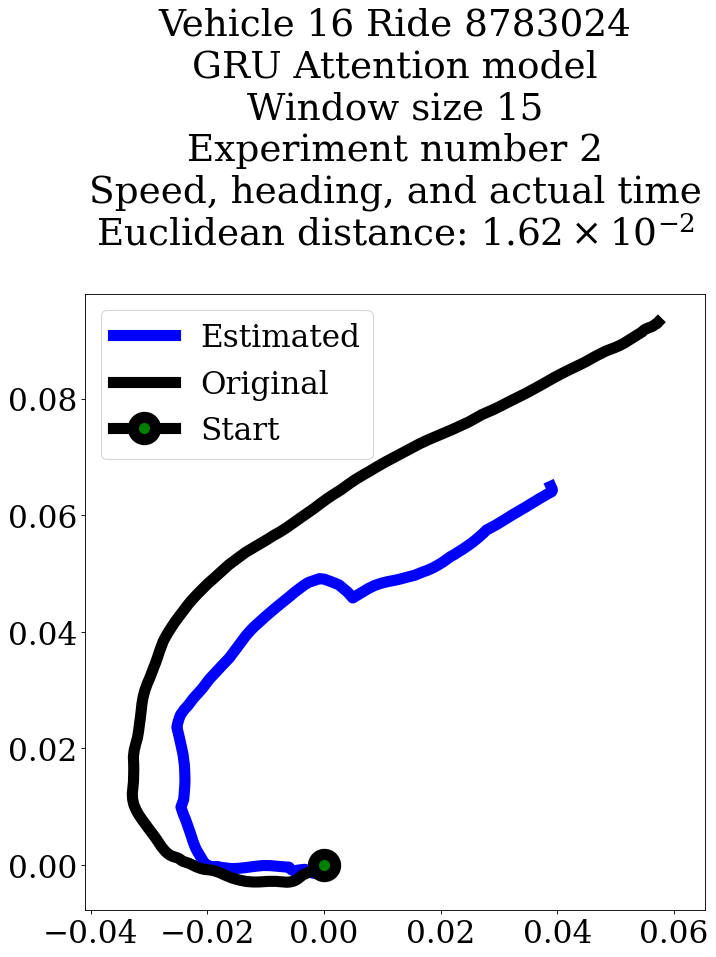 Vehicle 16 Ride 8783024
GRU Attention model
Window size 15
Experiment number 2
Speed, heading, and actual time
Euclidean distance: 1.62 × 10⁻²
Estimated
Original
Start
0.08
0.06
0.04
0.02
0.00
−0.04 −0.02 0.00 0.02 0.04 0.06